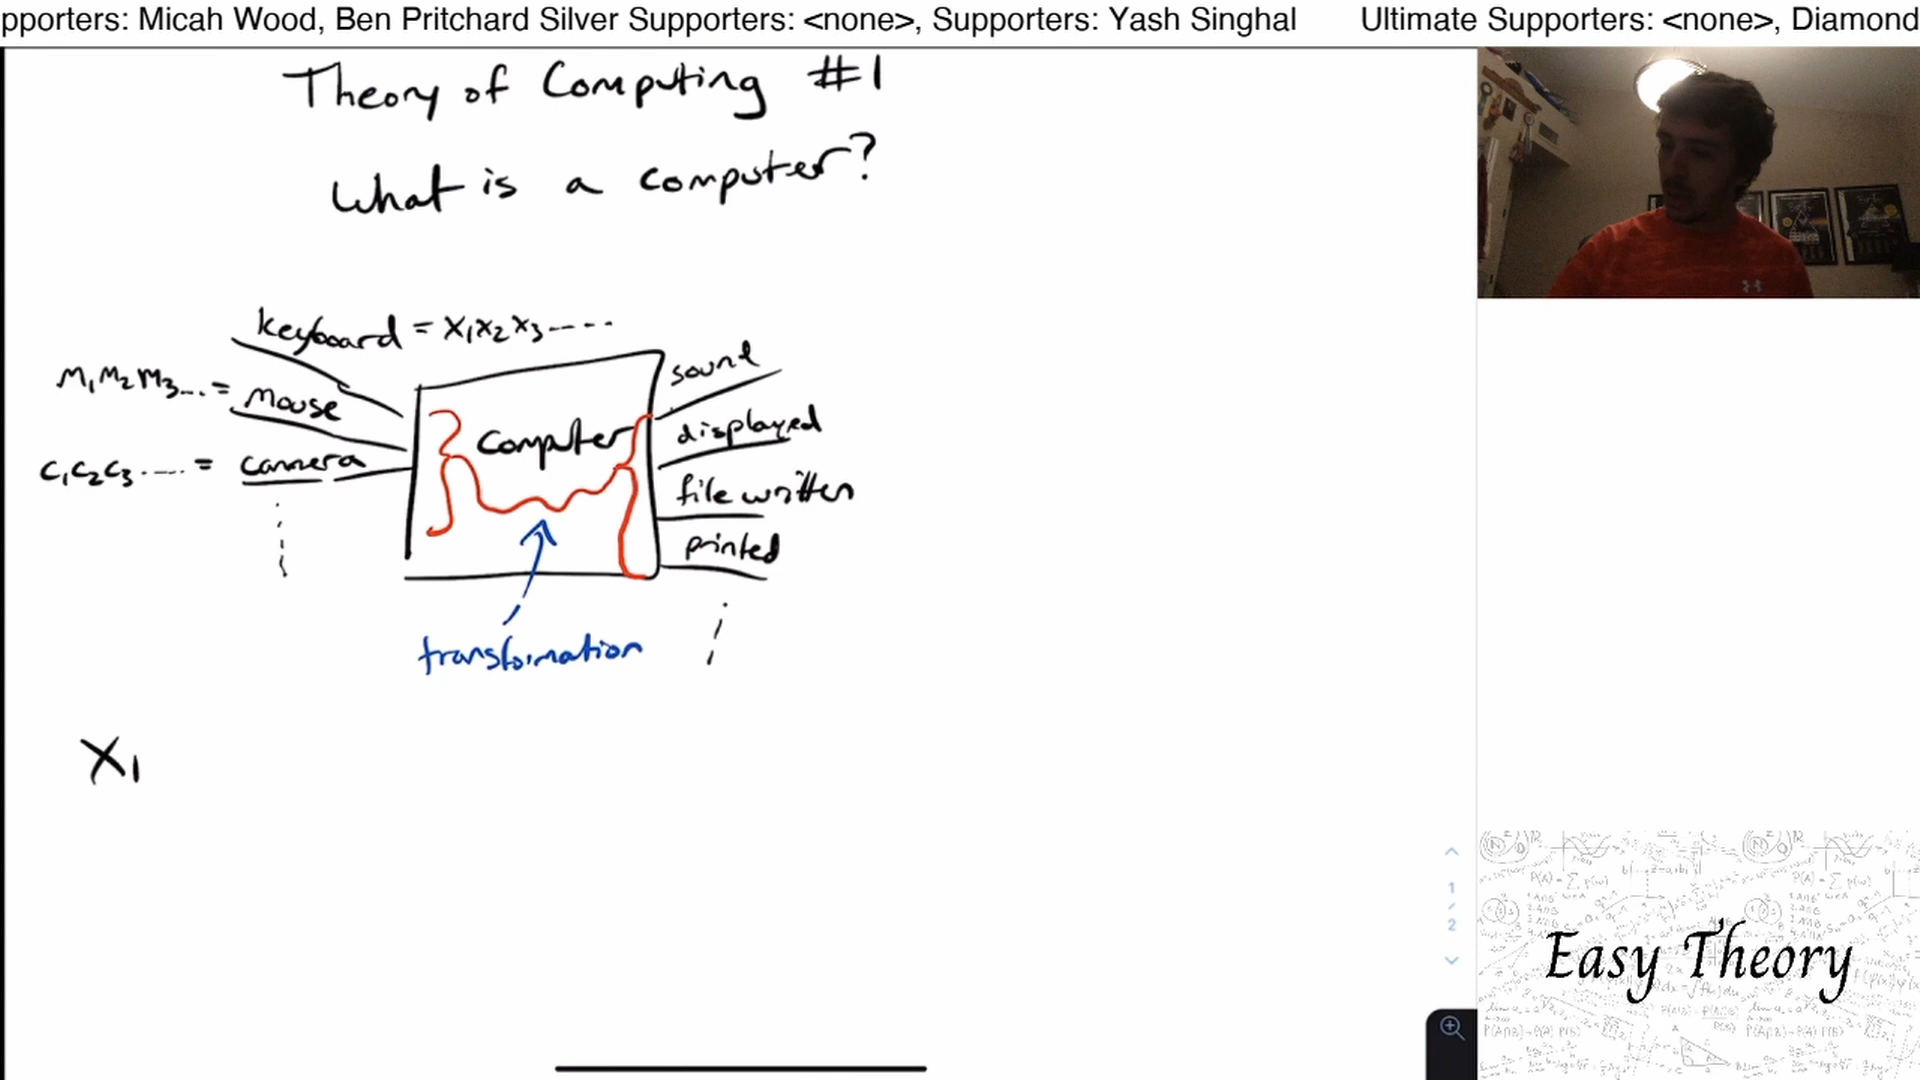 pporters: Micah Wood, Ben Pritchard Silver Supporters: <none>, Supporters: Yash Singhal Ultimate Supporters: <none>, Diamond
Theory of Computing #1
What is a computer?
keyboard = x₁x₂x₃----
m₁m₂m₃... = mouse
c₁c₂c₃..... = camera
computer
sound
displayed
file written
printed
transformation
x₁
1
2
Easy Theory